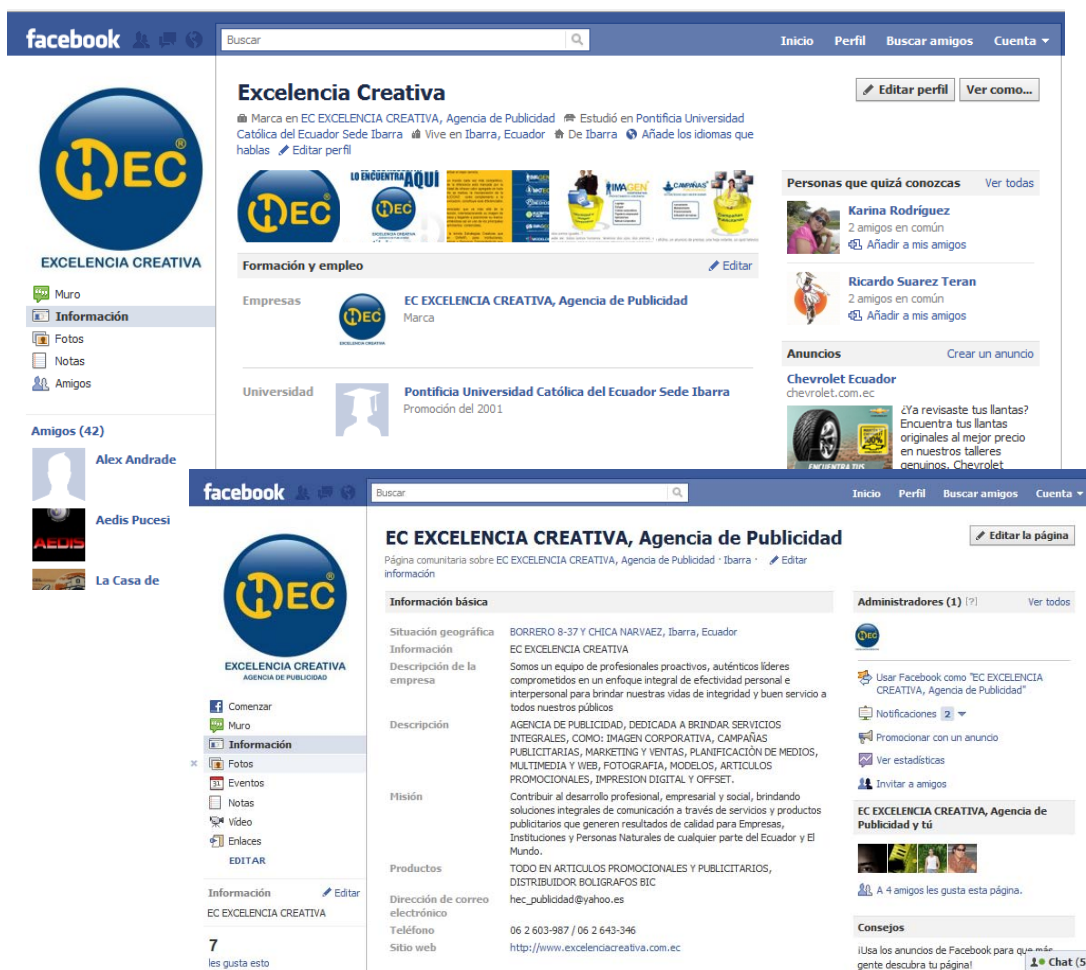 facebook
Buscar
Inicio Perfil Buscar amigos Cuenta
HEC
EXCELENCIA CREATIVA
Muro
Información
Fotos
Notas
Amigos
Amigos (42)
Alex Andrade
AEDIS
Aedis Pucesi
La Casa de
Excelencia Creativa
Marca en EC EXCELENCIA CREATIVA, Agencia de Publicidad Estudió en Pontificia Universidad
Católica del Ecuador Sede Ibarra Vive en Ibarra, Ecuador De Ibarra Añade los idiomas que
hablas Editar perfil
Editar perfil Ver como...
HEC
LO ENCUENTRA AQUÍ
HEC
IMAGEN
CAMPAÑAS
Formación y empleo Editar
Empresas
HEC
EC EXCELENCIA CREATIVA, Agencia de Publicidad
Marca
Universidad
Pontificia Universidad Católica del Ecuador Sede Ibarra
Promoción del 2001
Personas que quizá conozcas Ver todas
Karina Rodríguez
2 amigos en común
Añadir a mis amigos
Ricardo Suarez Teran
2 amigos en común
Añadir a mis amigos
Anuncios Crear un anuncio
Chevrolet Ecuador
chevrolet.com.ec
¿Ya revisaste tus llantas?
Encuentra tus llantas
originales al mejor precio
en nuestros talleres
genuinos. Chevrolet
ENCUENTRA TUS
facebook
Buscar
Inicio Perfil Buscar amigos Cuenta
HEC
EXCELENCIA CREATIVA
AGENCIA DE PUBLICIDAD
Comenzar
Muro
Información
Fotos
Eventos
Notas
Vídeo
Enlaces
EDITAR
Información Editar
EC EXCELENCIA CREATIVA
7
les gusta esto
EC EXCELENCIA CREATIVA, Agencia de Publicidad
Página comunitaria sobre EC EXCELENCIA CREATIVA, Agencia de Publicidad · Ibarra · Editar
información
Editar la página
Información básica
Situación geográfica BORRERO 8-37 Y CHICA NARVAEZ, Ibarra, Ecuador
Información EC EXCELENCIA CREATIVA
Descripción de la Somos un equipo de profesionales proactivos, auténticos líderes
empresa comprometidos en un enfoque integral de efectividad personal e
interpersonal para brindar nuestras vidas de integridad y buen servicio a
todos nuestros públicos
Descripción AGENCIA DE PUBLICIDAD, DEDICADA A BRINDAR SERVICIOS
INTEGRALES, COMO: IMAGEN CORPORATIVA, CAMPAÑAS
PUBLICITARIAS, MARKETING Y VENTAS, PLANIFICACIÒN DE MEDIOS,
MULTIMEDIA Y WEB, FOTOGRAFIA, MODELOS, ARTICULOS
PROMOCIONALES, IMPRESION DIGITAL Y OFFSET.
Misión Contribuir al desarrollo profesional, empresarial y social, brindando
soluciones integrales de comunicación a través de servicios y productos
publicitarios que generen resultados de calidad para Empresas,
Instituciones y Personas Naturales de cualquier parte del Ecuador y El
Mundo.
Productos TODO EN ARTICULOS PROMOCIONALES Y PUBLICITARIOS,
DISTRIBUIDOR BOLIGRAFOS BIC
Dirección de correo hec_publicidad@yahoo.es
electrónico
Teléfono 06 2 603-987 / 06 2 643-346
Sitio web http://www.excelenciacreativa.com.ec
Administradores (1) [?] Ver todos
HEC
Usar Facebook como "EC EXCELENCIA
CREATIVA, Agencia de Publicidad"
Notificaciones 2
Promocionar con un anuncio
Ver estadísticas
Invitar a amigos
EC EXCELENCIA CREATIVA, Agencia de
Publicidad y tú
A 4 amigos les gusta esta página.
Consejos
¡Usa los anuncios de Facebook para que más
gente descubra tu página!
Chat (5